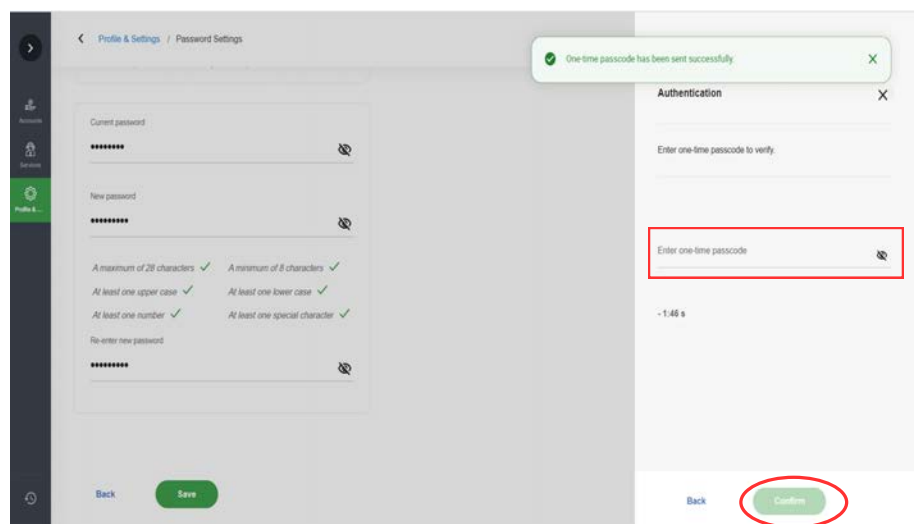 Profile & Settings / Password Settings
One-time passcode has been sent successfully.
Authentication
Accounts
Current password
Enter one-time passcode to verify.
Services
Profile & ...
New password
A maximum of 28 characters A minimum of 8 characters
Enter one-time passcode
At least one upper case At least one lower case
At least one number At least one special character
- 1:46 s
Re-enter new password
Back Save
Back Confirm